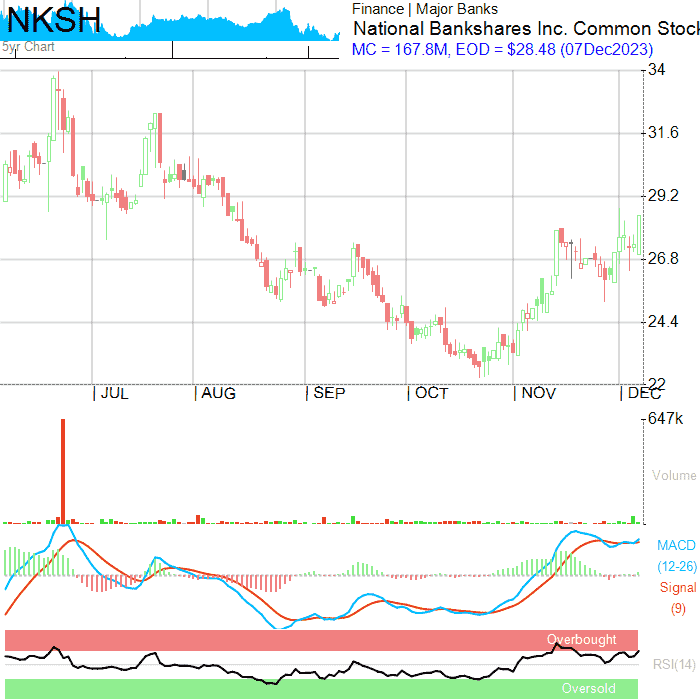 NKSH
5yr Chart
Finance | Major Banks
National Bankshares Inc. Common Stock
MC = 167.8M, EOD = $28.48 (07Dec2023)
34
31.6
29.2
26.8
24.4
22
JUL
AUG
SEP
OCT
NOV
DEC
647k
Volume
MACD
(12-26)
Signal
(9)
Overbought
RSI(14)
Oversold